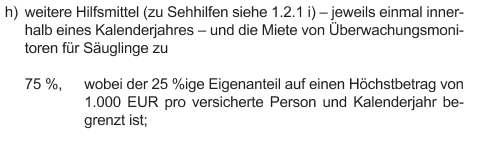 h) weitere Hilfsmittel (zu Sehhilfen siehe 1.2.1 i) – jeweils einmal inner-
halb eines Kalenderjahres – und die Miete von Überwachungsmoni-
toren für Säuglinge zu
75 %, wobei der 25 %ige Eigenanteil auf einen Höchstbetrag von
1.000 EUR pro versicherte Person und Kalenderjahr be-
grenzt ist;